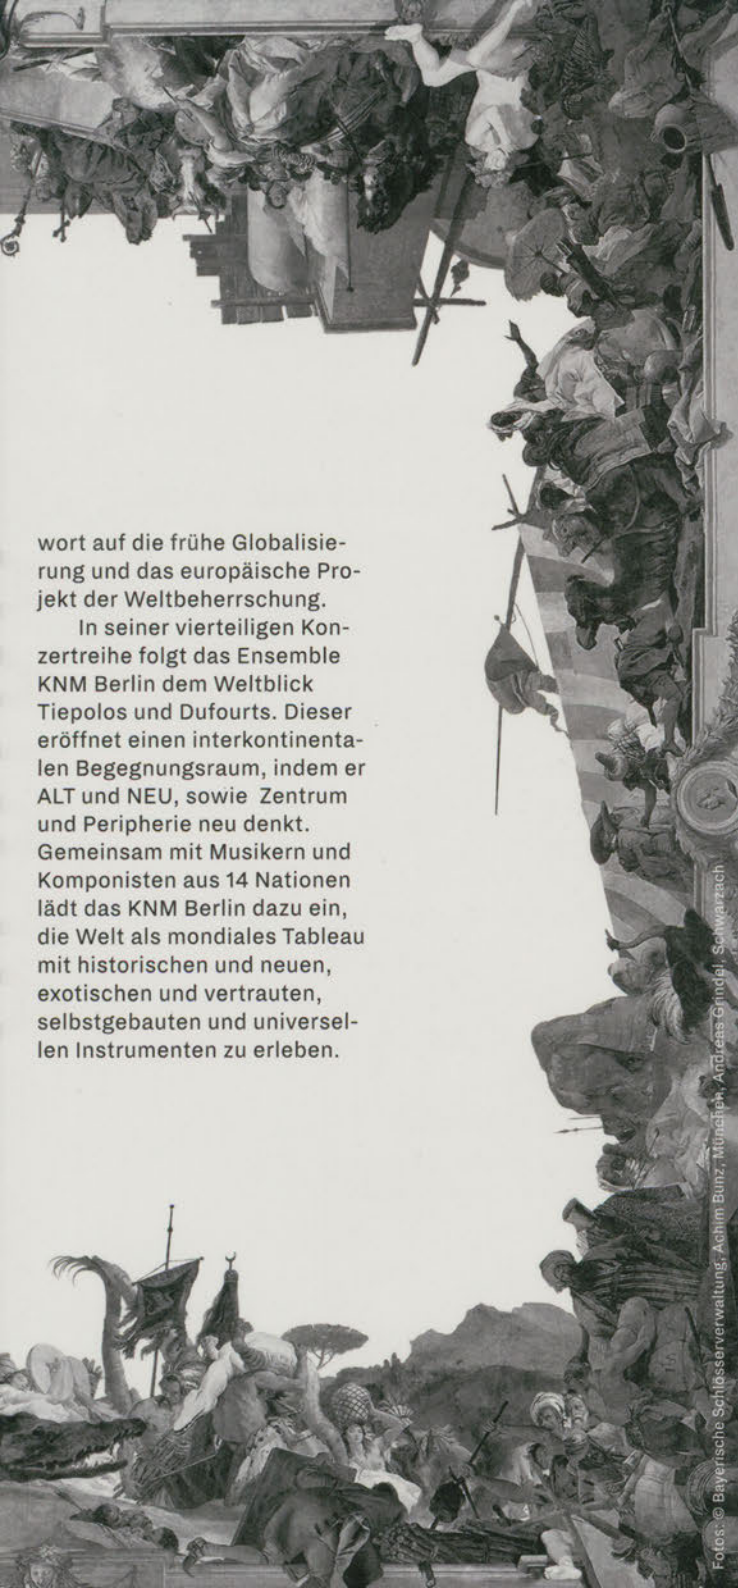 wort auf die frühe Globalisie-
rung und das europäische Pro-
jekt der Weltbeherrschung.
In seiner vierteiligen Kon-
zertreihe folgt das Ensemble
KNM Berlin dem Weltblick
Tiepolos und Dufourts. Dieser
eröffnet einen interkontinenta-
len Begegnungsraum, indem er
ALT und NEU, sowie Zentrum
und Peripherie neu denkt.
Gemeinsam mit Musikern und
Komponisten aus 14 Nationen
lädt das KNM Berlin dazu ein,
die Welt als mondiales Tableau
mit historischen und neuen,
exotischen und vertrauten,
selbstgebauten und universel-
len Instrumenten zu erleben.
Fotos: © Bayerische Schlösserverwaltung, Achim Bunz, München, Andreas Grindel, Schwarzach